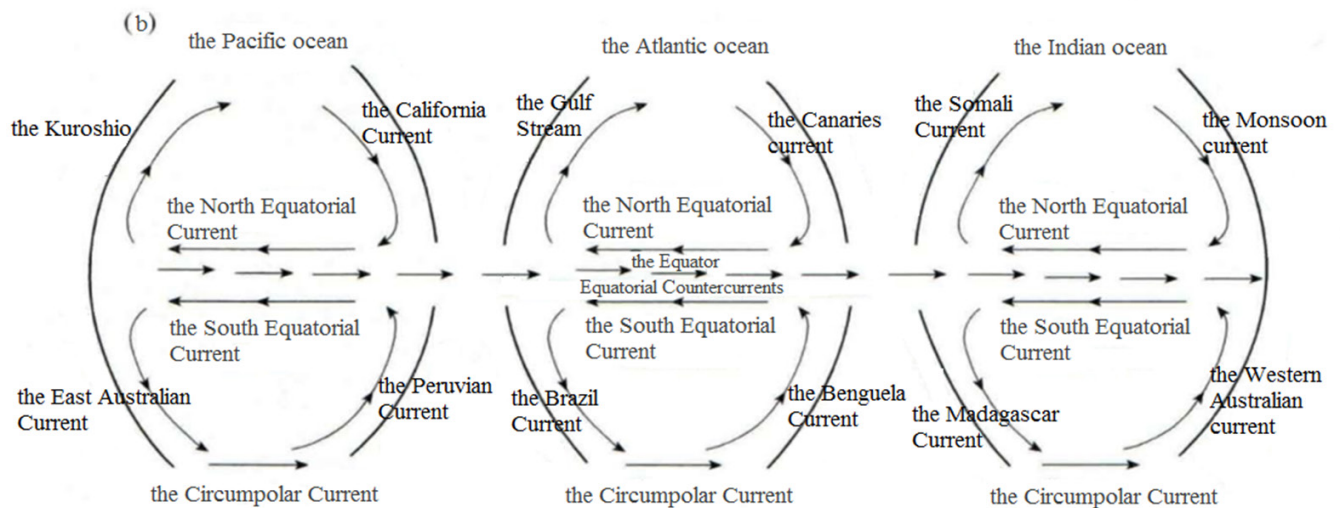 (b)
the Pacific ocean
the Atlantic ocean
the Indian ocean
the Kuroshio
the California
Current
the Gulf
Stream
the Canaries
current
the Somali
Current
the Monsoon
current
the North Equatorial
Current
the North Equatorial
Current
the North Equatorial
Current
the Equator
Equatorial Countercurrents
the South Equatorial
Current
the South Equatorial
Current
the South Equatorial
Current
the East Australian
Current
the Peruvian
Current
the Brazil
Current
the Benguela
Current
the Madagascar
Current
the Western
Australian
current
the Circumpolar Current
the Circumpolar Current
the Circumpolar Current